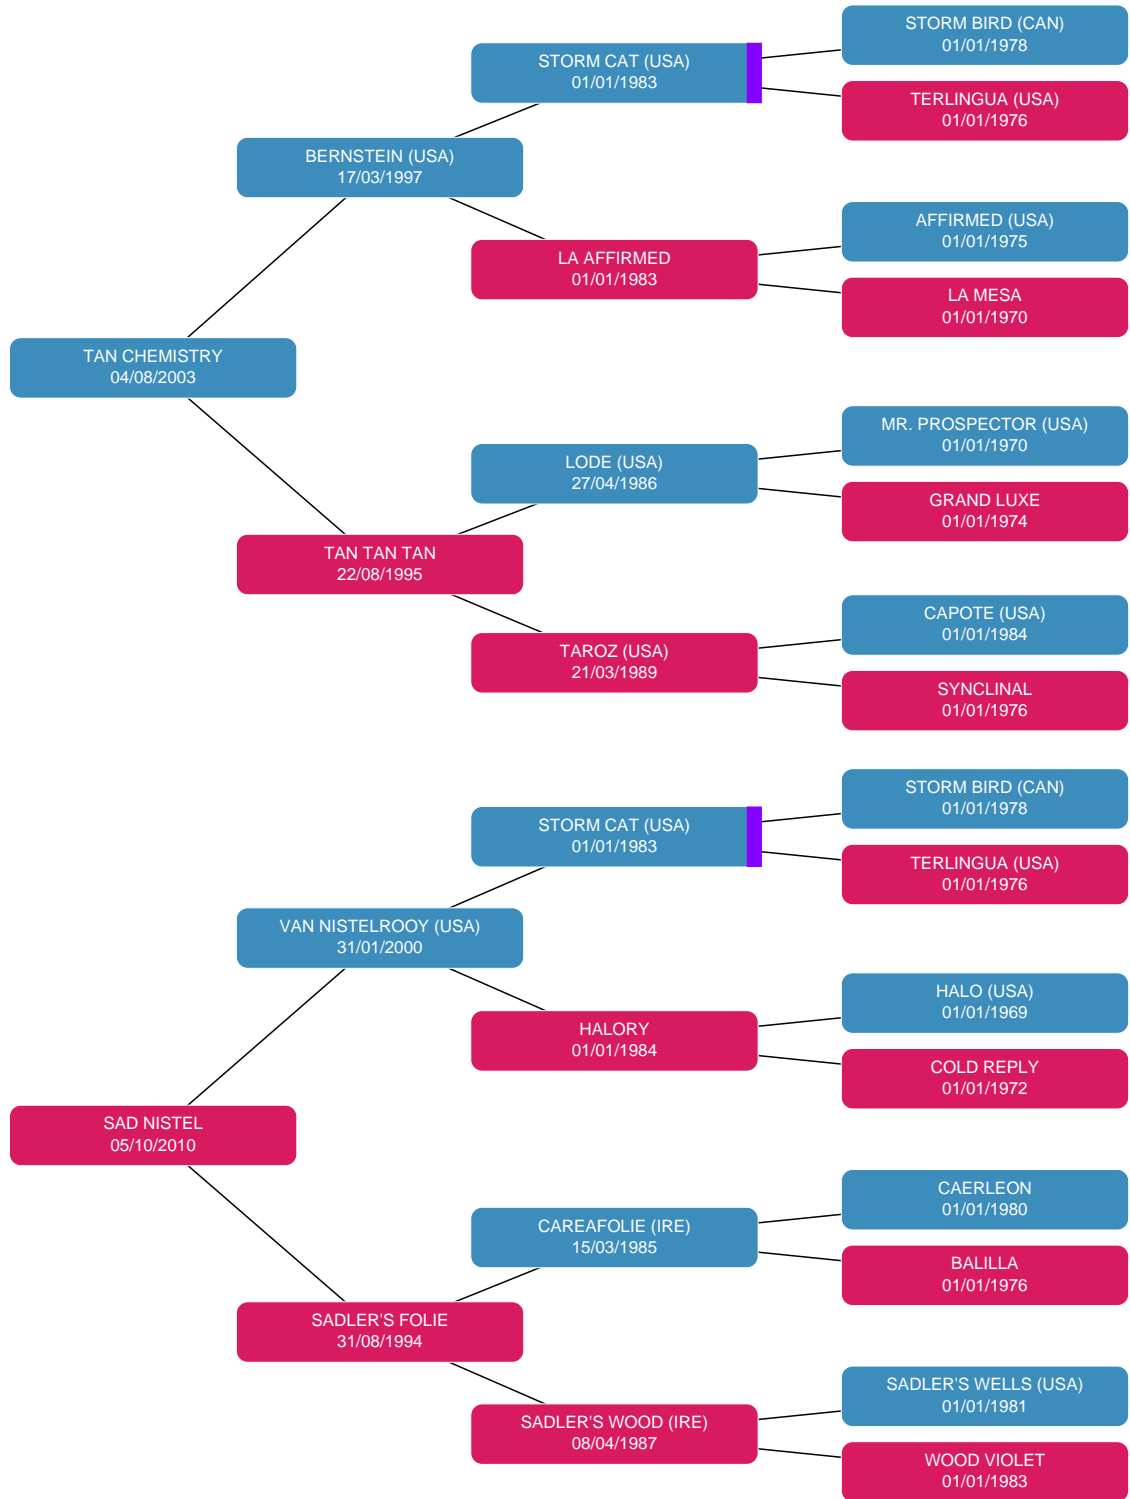 STORM BIRD (CAN)
01/01/1978
STORM CAT (USA)
01/01/1983
TERLINGUA (USA)
01/01/1976
BERNSTEIN (USA)
17/03/1997
AFFIRMED (USA)
01/01/1975
LA AFFIRMED
01/01/1983
LA MESA
01/01/1970
TAN CHEMISTRY
04/08/2003
MR. PROSPECTOR (USA)
01/01/1970
LODE (USA)
27/04/1986
GRAND LUXE
01/01/1974
TAN TAN TAN
22/08/1995
CAPOTE (USA)
01/01/1984
TAROZ (USA)
21/03/1989
SYNCLINAL
01/01/1976
STORM BIRD (CAN)
01/01/1978
STORM CAT (USA)
01/01/1983
TERLINGUA (USA)
01/01/1976
VAN NISTELROOY (USA)
31/01/2000
HALO (USA)
01/01/1969
HALORY
01/01/1984
COLD REPLY
01/01/1972
SAD NISTEL
05/10/2010
CAERLEON
01/01/1980
CAREAFOLIE (IRE)
15/03/1985
BALILLA
01/01/1976
SADLER'S FOLIE
31/08/1994
SADLER'S WELLS (USA)
01/01/1981
SADLER'S WOOD (IRE)
08/04/1987
WOOD VIOLET
01/01/1983